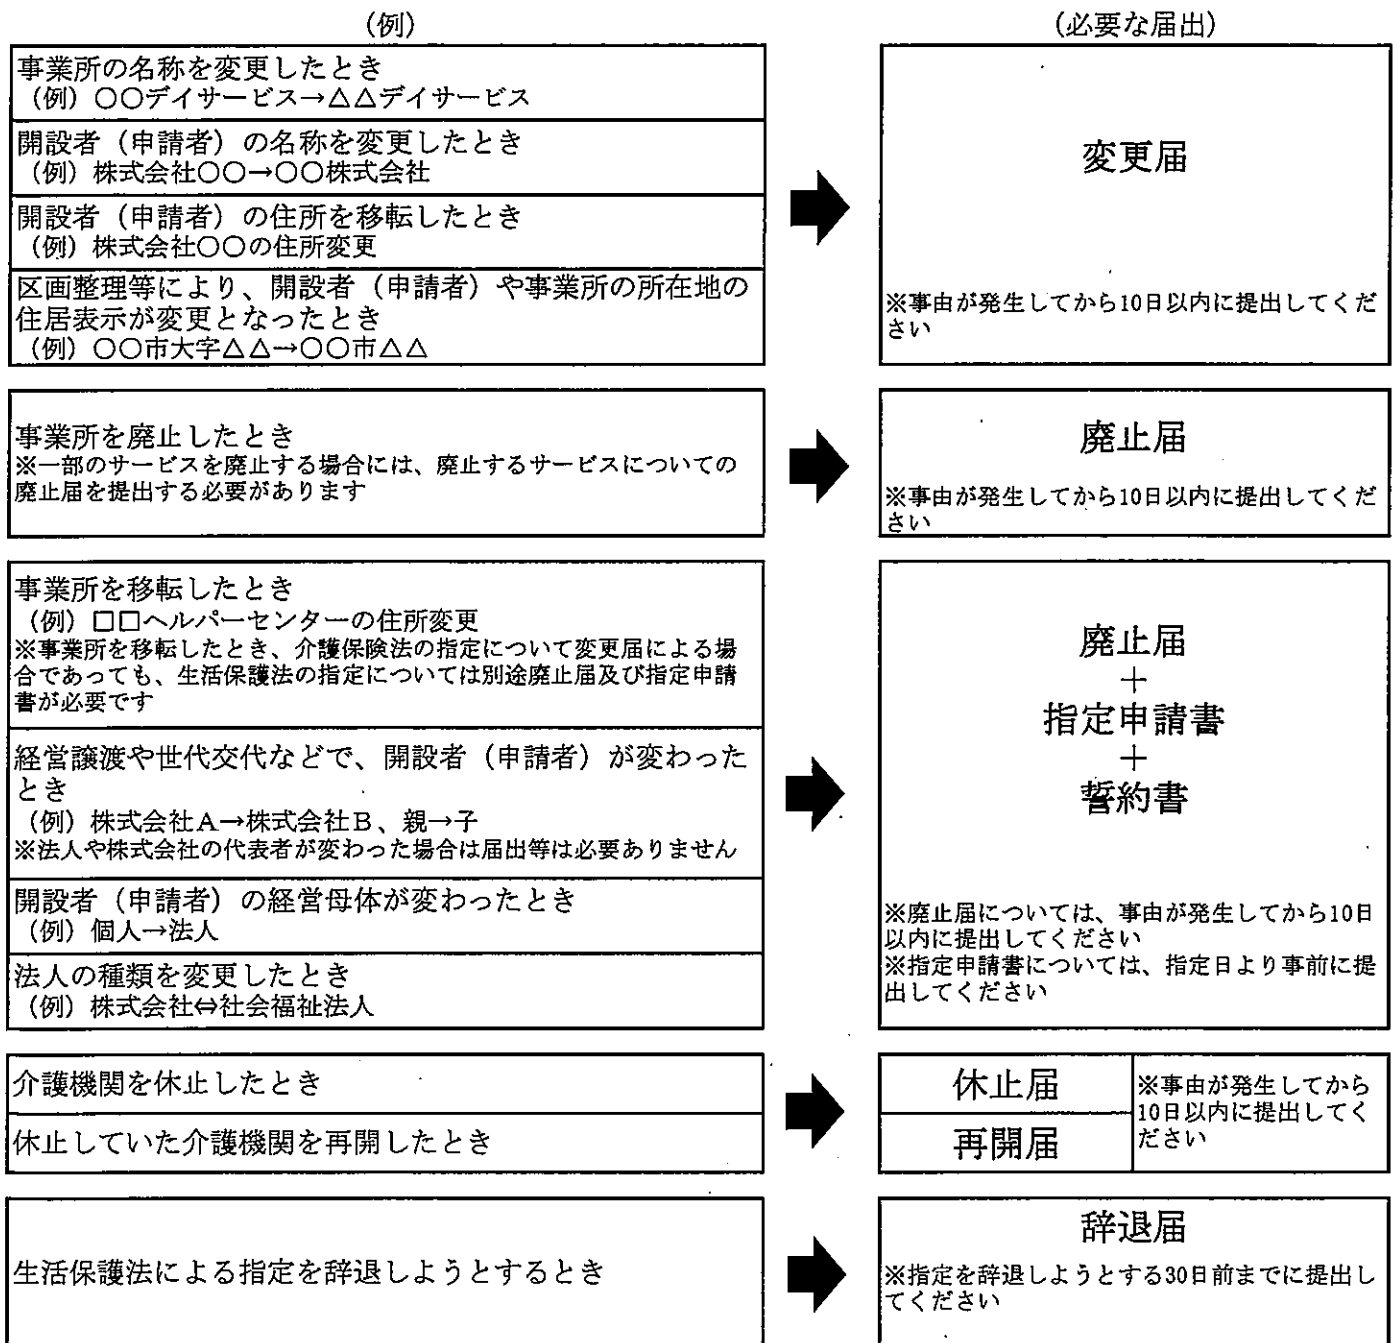 (例)
(必要な届出)
事業所の名称を変更したとき
(例) 〇〇デイサービス→△△デイサービス
開設者（申請者）の名称を変更したとき
(例) 株式会社〇〇→〇〇株式会社
開設者（申請者）の住所を移転したとき
(例) 株式会社〇〇の住所変更
区画整理等により、開設者（申請者）や事業所の所在地の
住居表示が変更となったとき
(例) 〇〇市大字△△→〇〇市△△
変更届
※事由が発生してから10日以内に提出してくだ
さい
事業所を廃止したとき
※一部のサービスを廃止する場合には、廃止するサービスについての
廃止届を提出する必要があります
廃止届
※事由が発生してから10日以内に提出してくだ
さい
事業所を移転したとき
(例) □□ヘルパーセンターの住所変更
※事業所を移転したとき、介護保険法の指定について変更届による場
合であっても、生活保護法の指定については別途廃止届及び指定申請
書が必要です
経営譲渡や世代交代などで、開設者（申請者）が変わった
とき
(例) 株式会社A→株式会社B、親→子
※法人や株式会社の代表者が変わった場合は届出等は必要ありません
開設者（申請者）の経営母体が変わったとき
(例) 個人→法人
法人の種類を変更したとき
(例) 株式会社⇔社会福祉法人
廃止届
＋
指定申請書
＋
誓約書
※廃止届については、事由が発生してから10日
以内に提出してください
※指定申請書については、指定日より事前に提
出してください
介護機関を休止したとき
休止していた介護機関を再開したとき
休止届
再開届
※事由が発生してから
10日以内に提出してく
ださい
生活保護法による指定を辞退しようとするとき
辞退届
※指定を辞退しようとする30日前までに提出し
てください